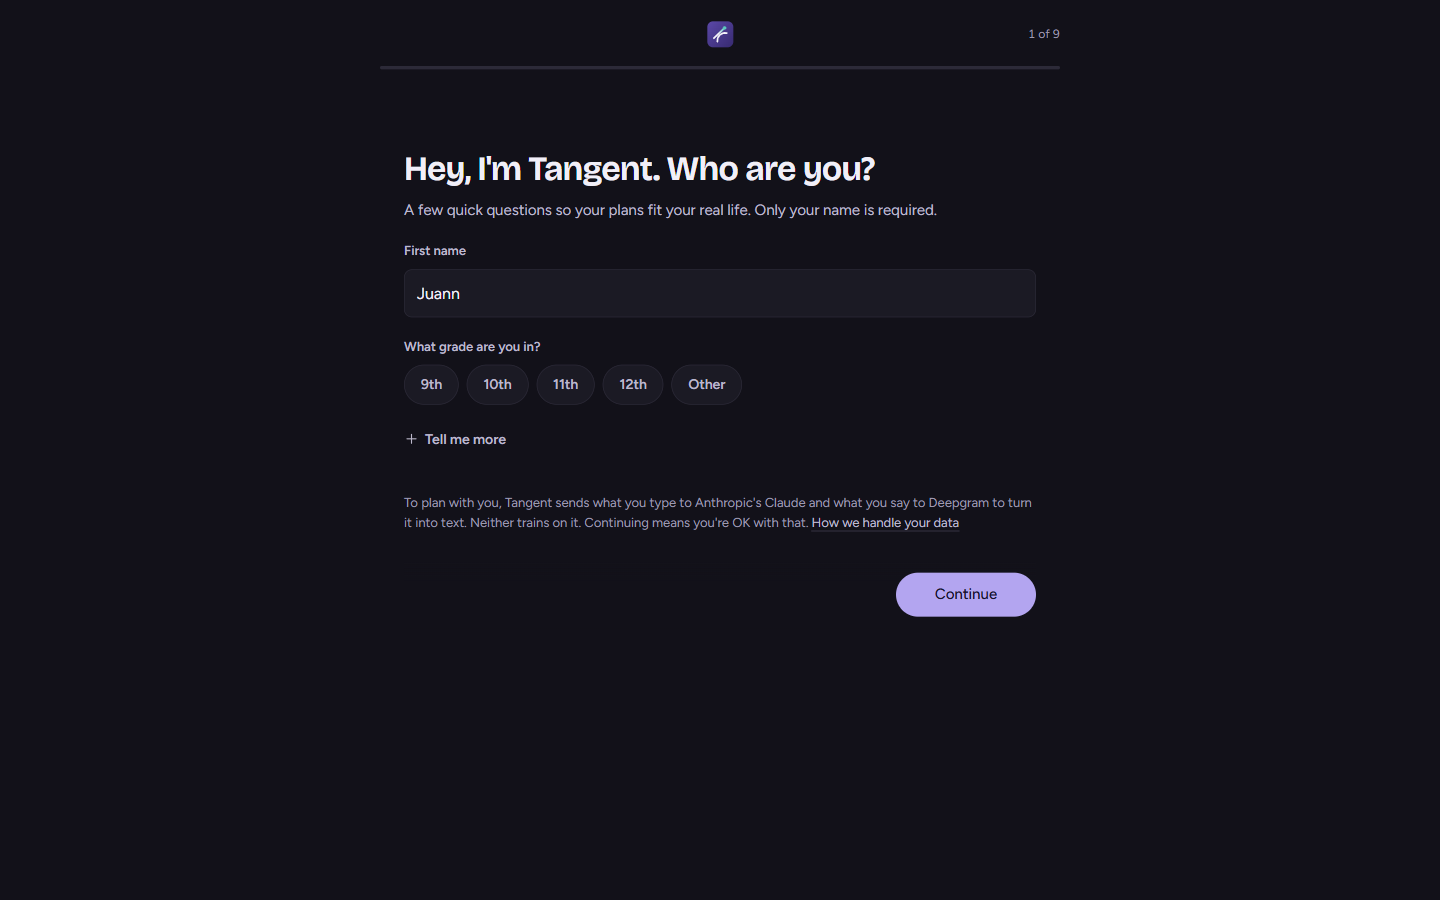 1 of 9
Hey, I'm Tangent. Who are you?
A few quick questions so your plans fit your real life. Only your name is required.
First name
Juann
What grade are you in?
9th 10th 11th 12th Other
+ Tell me more
To plan with you, Tangent sends what you type to Anthropic's Claude and what you say to Deepgram to turn
it into text. Neither trains on it. Continuing means you're OK with that. How we handle your data
Continue